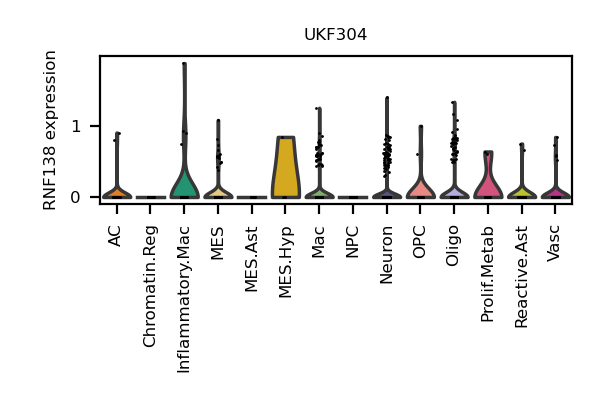 UKF304
RNF138 expression
1
0
AC
Chromatin.Reg
Inflammatory.Mac
MES
MES.Ast
MES.Hyp
Mac
NPC
Neuron
OPC
Oligo
Prolif.Metab
Reactive.Ast
Vasc